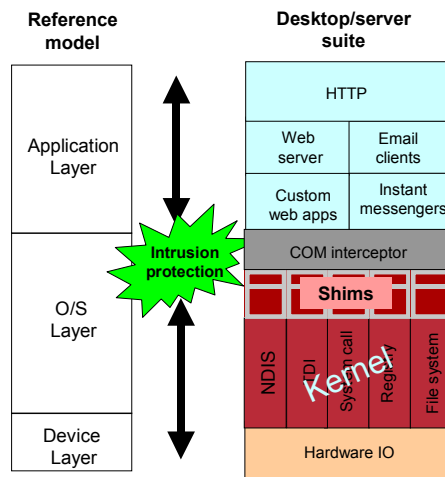 Reference
model
Desktop/server
suite
Application
Layer
O/S
Layer
Device
Layer
Intrusion
protection
HTTP
Web
server
Email
clients
Custom
web apps
Instant
messengers
COM interceptor
Shims
NDIS
TDI
System call
Registry
File system
Kernel
Hardware IO